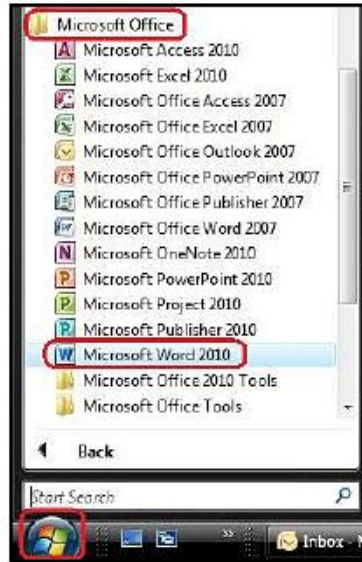 Microsoft Office
Microsoft Access 2010
Microsoft Excel 2010
Microsoft Office Access 2007
Microsoft Office Excel 2007
Microsoft Office Outlook 2007
Microsoft Office PowerPoint 2007
Microsoft Office Publisher 2007
Microsoft Office Word 2007
Microsoft OneNote 2010
Microsoft PowerPoint 2010
Microsoft Project 2010
Microsoft Publisher 2010
Microsoft Word 2010
Microsoft Office 2010 Tools
Microsoft Office Tools
Back
Start Search
Inbox - M